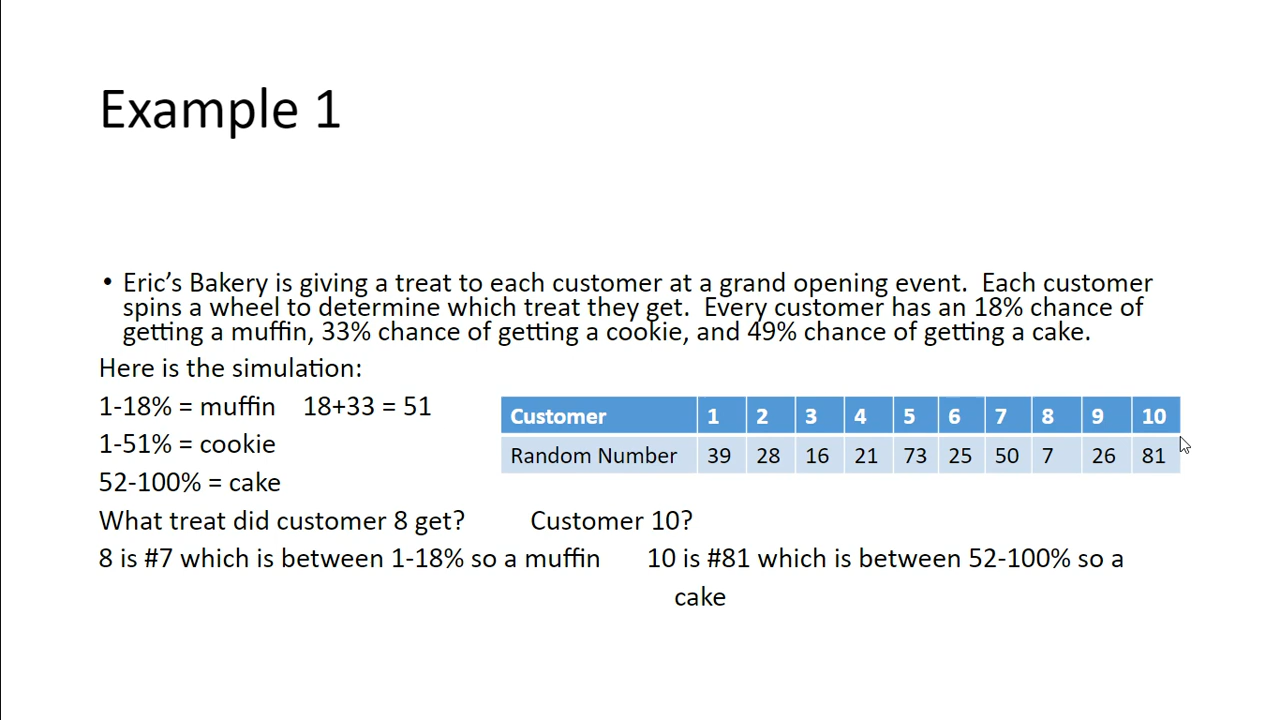 Example 1
• Eric’s Bakery is giving a treat to each customer at a grand opening event.  Each customer
spins a wheel to determine which treat they get.  Every customer has an 18% chance of
getting a muffin, 33% chance of getting a cookie, and 49% chance of getting a cake.
Here is the simulation:
1-18% = muffin    18+33 = 51
1-51% = cookie
52-100% = cake
Customer 1 2 3 4 5 6 7 8 9 10
Random Number 39 28 16 21 73 25 50 7 26 81
What treat did customer 8 get?         Customer 10?
8 is #7 which is between 1-18% so a muffin      10 is #81 which is between 52-100% so a
cake